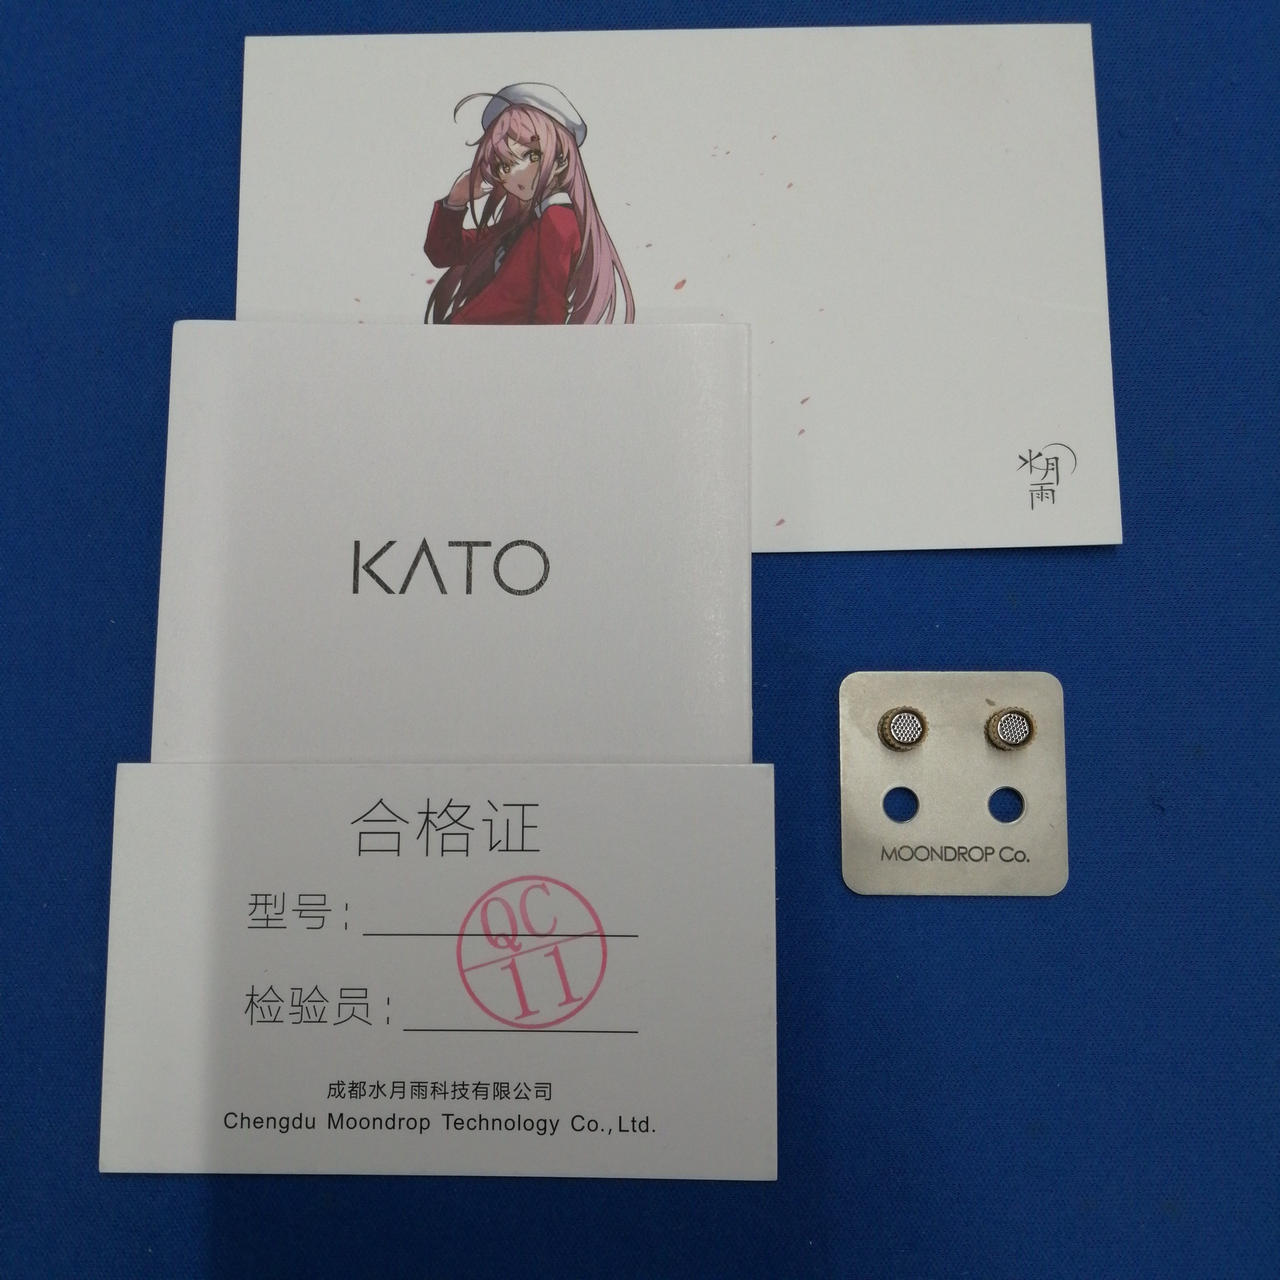 水月
雨
KATO
合格证
型号:
QC
11
检验员:
成都水月雨科技有限公司
Chengdu Moondrop Technology Co.,Ltd.
MOONDROP Co.